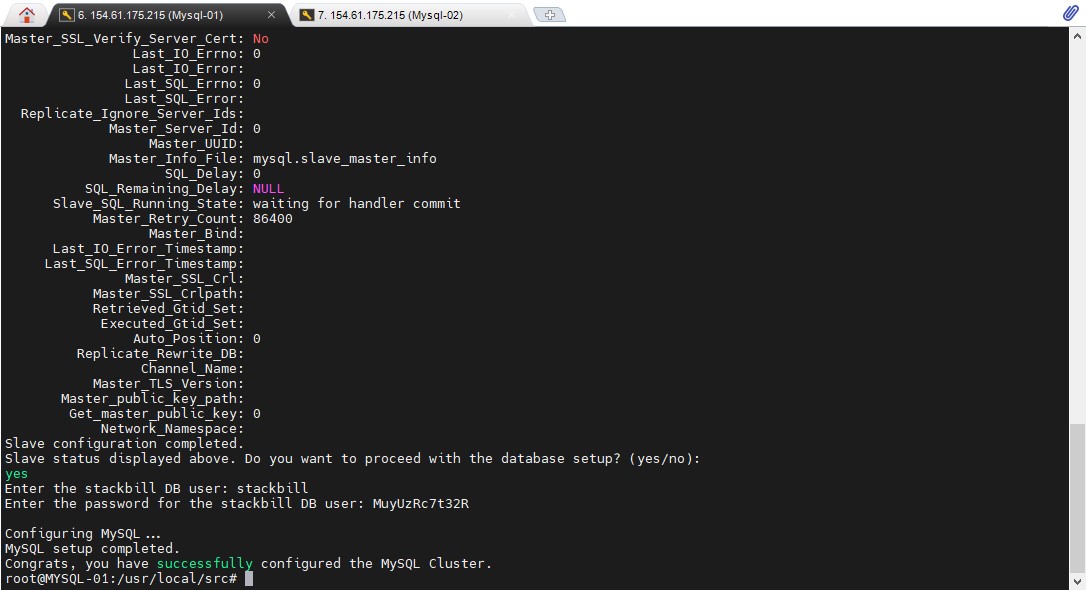 6. 154.61.175.215 (Mysql-01)
7. 154.61.175.215 (Mysql-02)
Master_SSL_Verify_Server_Cert: No
Last_IO_Errno: 0
Last_IO_Error:
Last_SQL_Errno: 0
Last_SQL_Error:
Replicate_Ignore_Server_Ids:
Master_Server_Id: 0
Master_UUID:
Master_Info_File: mysql.slave_master_info
SQL_Delay: 0
SQL_Remaining_Delay: NULL
Slave_SQL_Running_State: waiting for handler commit
Master_Retry_Count: 86400
Master_Bind:
Last_IO_Error_Timestamp:
Last_SQL_Error_Timestamp:
Master_SSL_Crl:
Master_SSL_Crlpath:
Retrieved_Gtid_Set:
Executed_Gtid_Set:
Auto_Position: 0
Replicate_Rewrite_DB:
Channel_Name:
Master_TLS_Version:
Master_public_key_path:
Get_master_public_key: 0
Network_Namespace:
Slave configuration completed.
Slave status displayed above. Do you want to proceed with the database setup? (yes/no):
yes
Enter the stackbill DB user: stackbill
Enter the password for the stackbill DB user: MuyUzRc7t32R
Configuring MySQL...
MySQL setup completed.
Congrats, you have successfully configured the MySQL Cluster.
root@MYSQL-01:/usr/local/src#